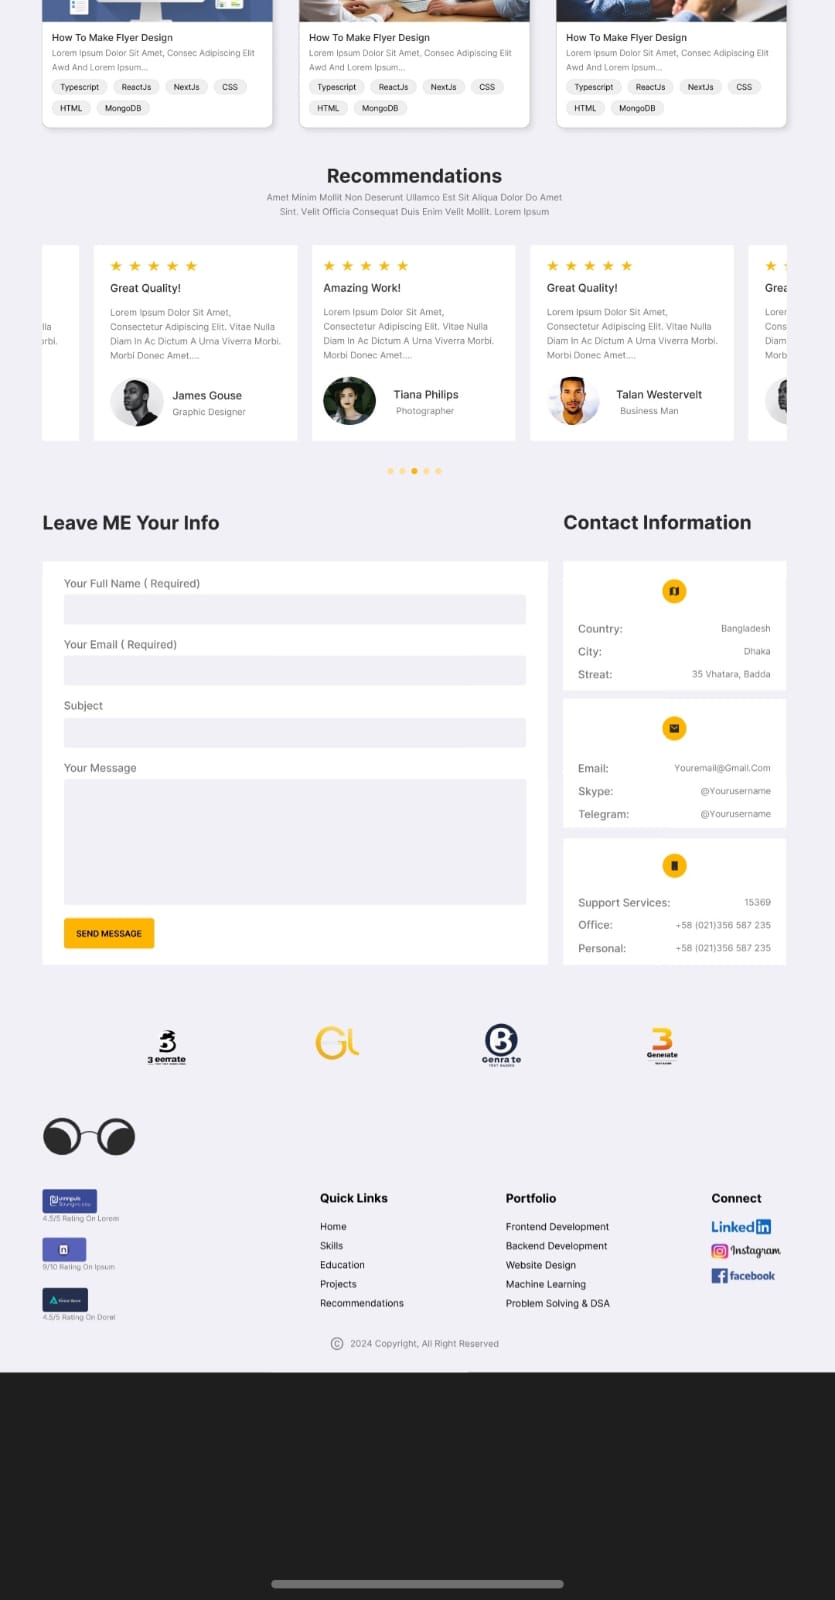 How To Make Flyer Design
Lorem Ipsum Dolor Sit Amet, Consec Adipiscing Elit
Awd And Lorem Ipsum...
Typescript ReactJs NextJs CSS
HTML MongoDB
How To Make Flyer Design
Lorem Ipsum Dolor Sit Amet, Consec Adipiscing Elit
Awd And Lorem Ipsum...
Typescript ReactJs NextJs CSS
HTML MongoDB
How To Make Flyer Design
Lorem Ipsum Dolor Sit Amet, Consec Adipiscing Elit
Awd And Lorem Ipsum...
Typescript ReactJs NextJs CSS
HTML MongoDB
Recommendations
Amet Minim Mollit Non Deserunt Ullamco Est Sit Aliqua Dolor Do Amet
Sint. Velit Officia Consequat Duis Enim Velit Mollit. Lorem Ipsum
lla
orbi.
Great Quality!
Lorem Ipsum Dolor Sit Amet,
Consectetur Adipiscing Elit. Vitae Nulla
Diam In Ac Dictum A Urna Viverra Morbi.
Morbi Donec Amet....
James Gouse
Graphic Designer
Amazing Work!
Lorem Ipsum Dolor Sit Amet,
Consectetur Adipiscing Elit. Vitae Nulla
Diam In Ac Dictum A Urna Viverra Morbi.
Morbi Donec Amet....
Tiana Philips
Photographer
Great Quality!
Lorem Ipsum Dolor Sit Amet,
Consectetur Adipiscing Elit. Vitae Nulla
Diam In Ac Dictum A Urna Viverra Morbi.
Morbi Donec Amet....
Talan Westervelt
Business Man
Grea
Lorer
Cons
Diam
Morb
Leave ME Your Info
Your Full Name ( Required)
Your Email ( Required)
Subject
Your Message
SEND MESSAGE
Contact Information
Country: Bangladesh
City: Dhaka
Streat: 35 Vhatara, Badda
Email: Youremail@Gmail.Com
Skype: @Yourusername
Telegram: @Yourusername
Support Services: 15369
Office: +58 (021)356 587 235
Personal: +58 (021)356 587 235
3
3 eerrate
GL
B
Genrate
3
Generate
4.5/5 Rating On Lorem
n
9/10 Rating On Ipsum
4.5/5 Rating On Dorel
Quick Links
Home
Skills
Education
Projects
Recommendations
Portfolio
Frontend Development
Backend Development
Website Design
Machine Learning
Problem Solving & DSA
Connect
Linked in
Instagram
f facebook
© 2024 Copyright, All Right Reserved